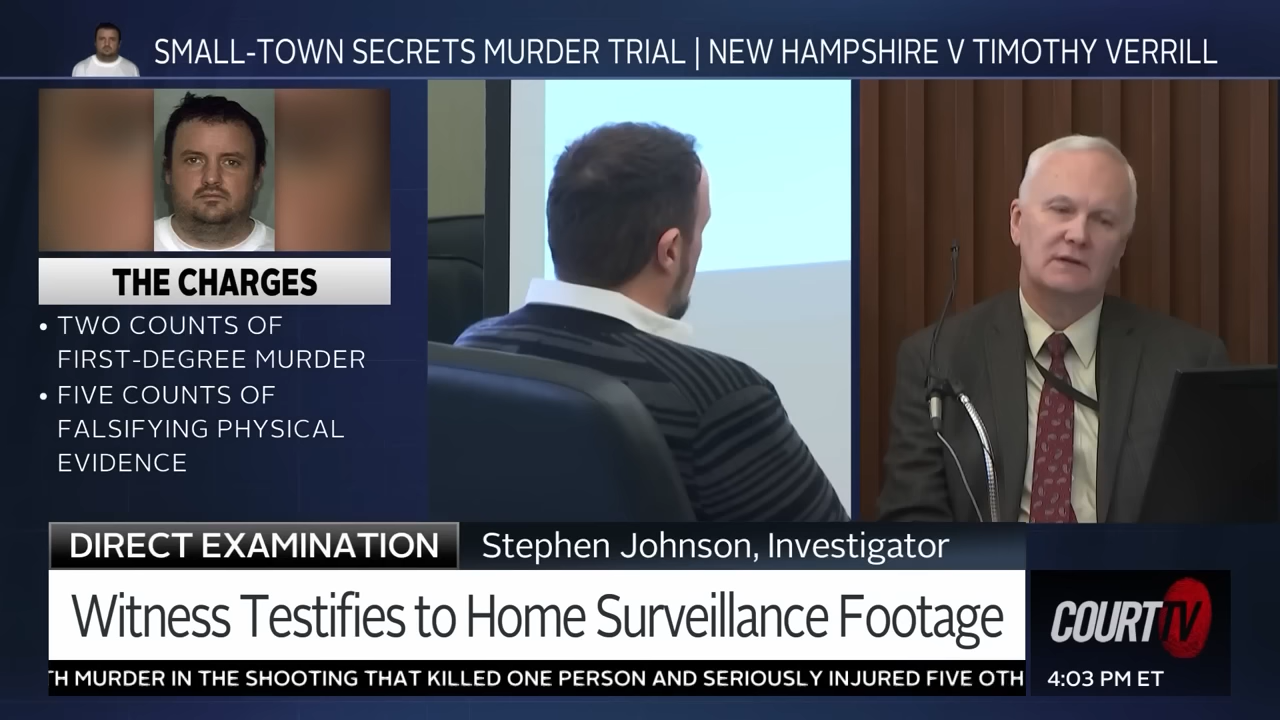 SMALL-TOWN SECRETS MURDER TRIAL | NEW HAMPSHIRE V TIMOTHY VERRILL
THE CHARGES
• TWO COUNTS OF
FIRST-DEGREE MURDER
• FIVE COUNTS OF
FALSIFYING PHYSICAL
EVIDENCE
DIRECT EXAMINATION
Stephen Johnson, Investigator
Witness Testifies to Home Surveillance Footage
COURT TV
TH MURDER IN THE SHOOTING THAT KILLED ONE PERSON AND SERIOUSLY INJURED FIVE OTH
4:03 PM ET